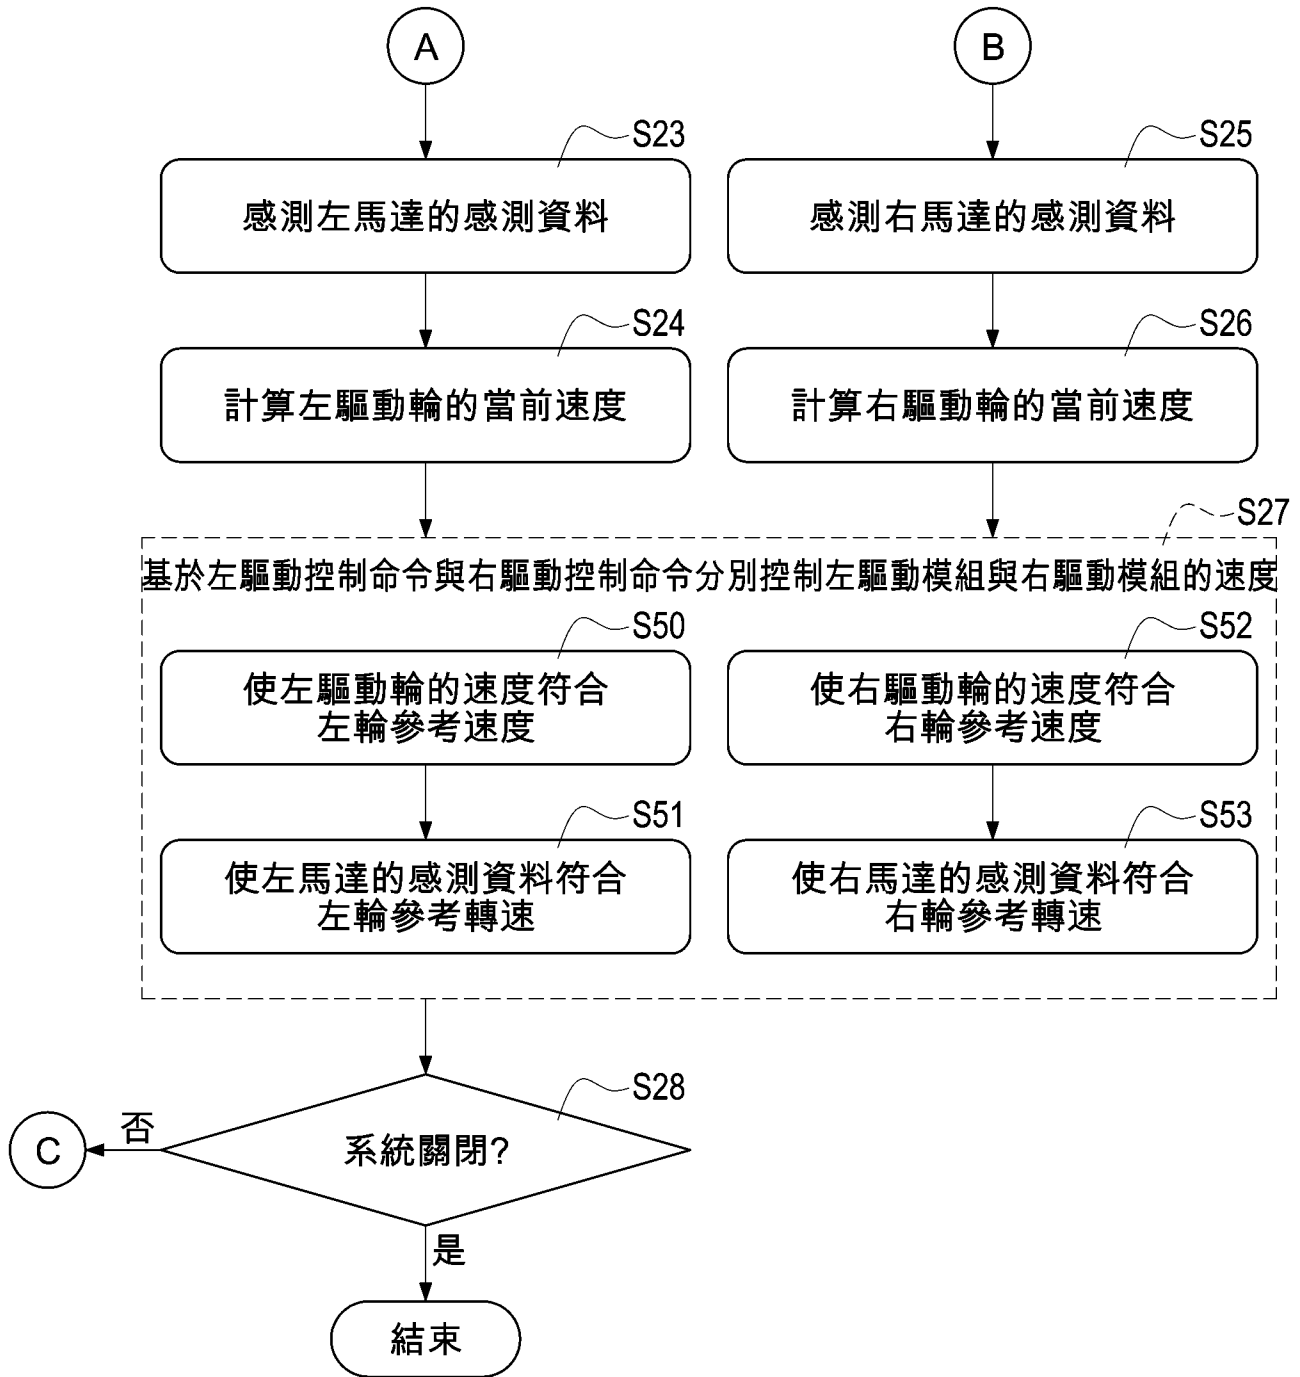 A
B
S23
感測左馬達的感測資料
S25
感測右馬達的感測資料
S24
計算左驅動輪的當前速度
S26
計算右驅動輪的當前速度
S27
基於左驅動控制命令與右驅動控制命令分別控制左驅動模組與右驅動模組的速度
S50
使左驅動輪的速度符合
左輪參考速度
S52
使右驅動輪的速度符合
右輪參考速度
S51
使左馬達的感測資料符合
左輪參考轉速
S53
使右馬達的感測資料符合
右輪參考轉速
S28
系統關閉?
否
C
是
結束